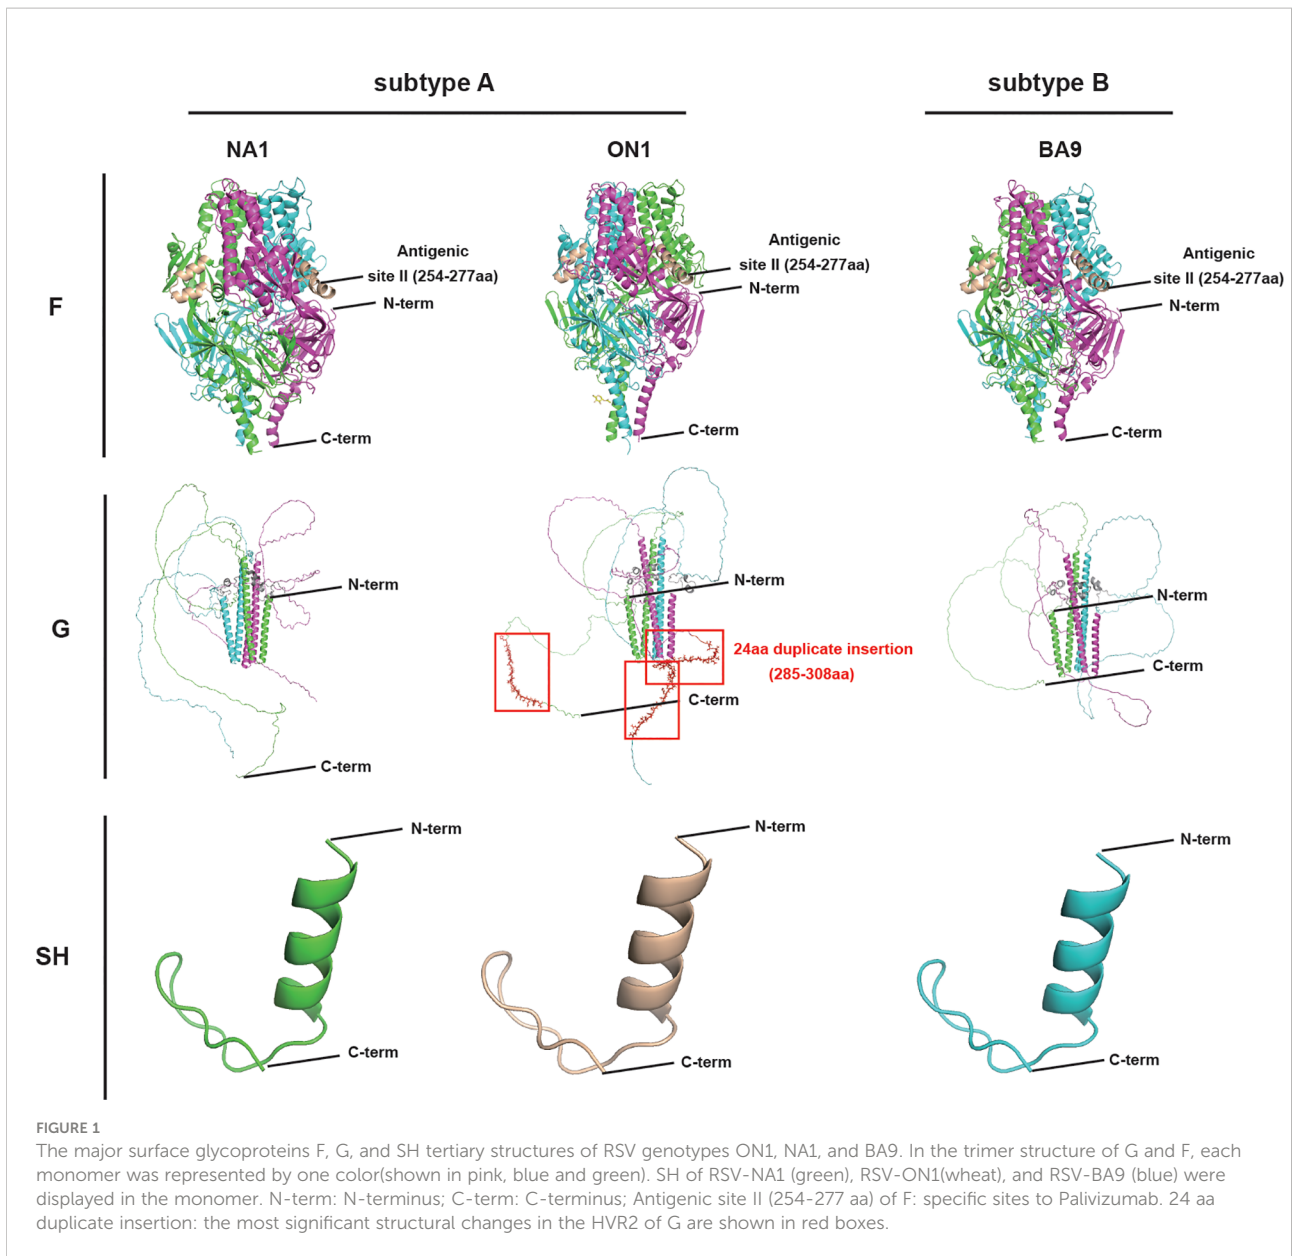 subtype A
subtype B
NA1
ON1
BA9
F
Antigenic
site II (254-277aa)
N-term
C-term
Antigenic
site II (254-277aa)
N-term
C-term
Antigenic
site II (254-277aa)
N-term
C-term
G
N-term
C-term
N-term
24aa duplicate insertion
(285-308aa)
C-term
N-term
C-term
SH
N-term
C-term
N-term
C-term
N-term
C-term
FIGURE 1
The major surface glycoproteins F, G, and SH tertiary structures of RSV genotypes ON1, NA1, and BA9. In the trimer structure of G and F, each
monomer was represented by one color(shown in pink, blue and green). SH of RSV-NA1 (green), RSV-ON1(wheat), and RSV-BA9 (blue) were
displayed in the monomer. N-term: N-terminus; C-term: C-terminus; Antigenic site II (254-277 aa) of F: specific sites to Palivizumab. 24 aa
duplicate insertion: the most significant structural changes in the HVR2 of G are shown in red boxes.